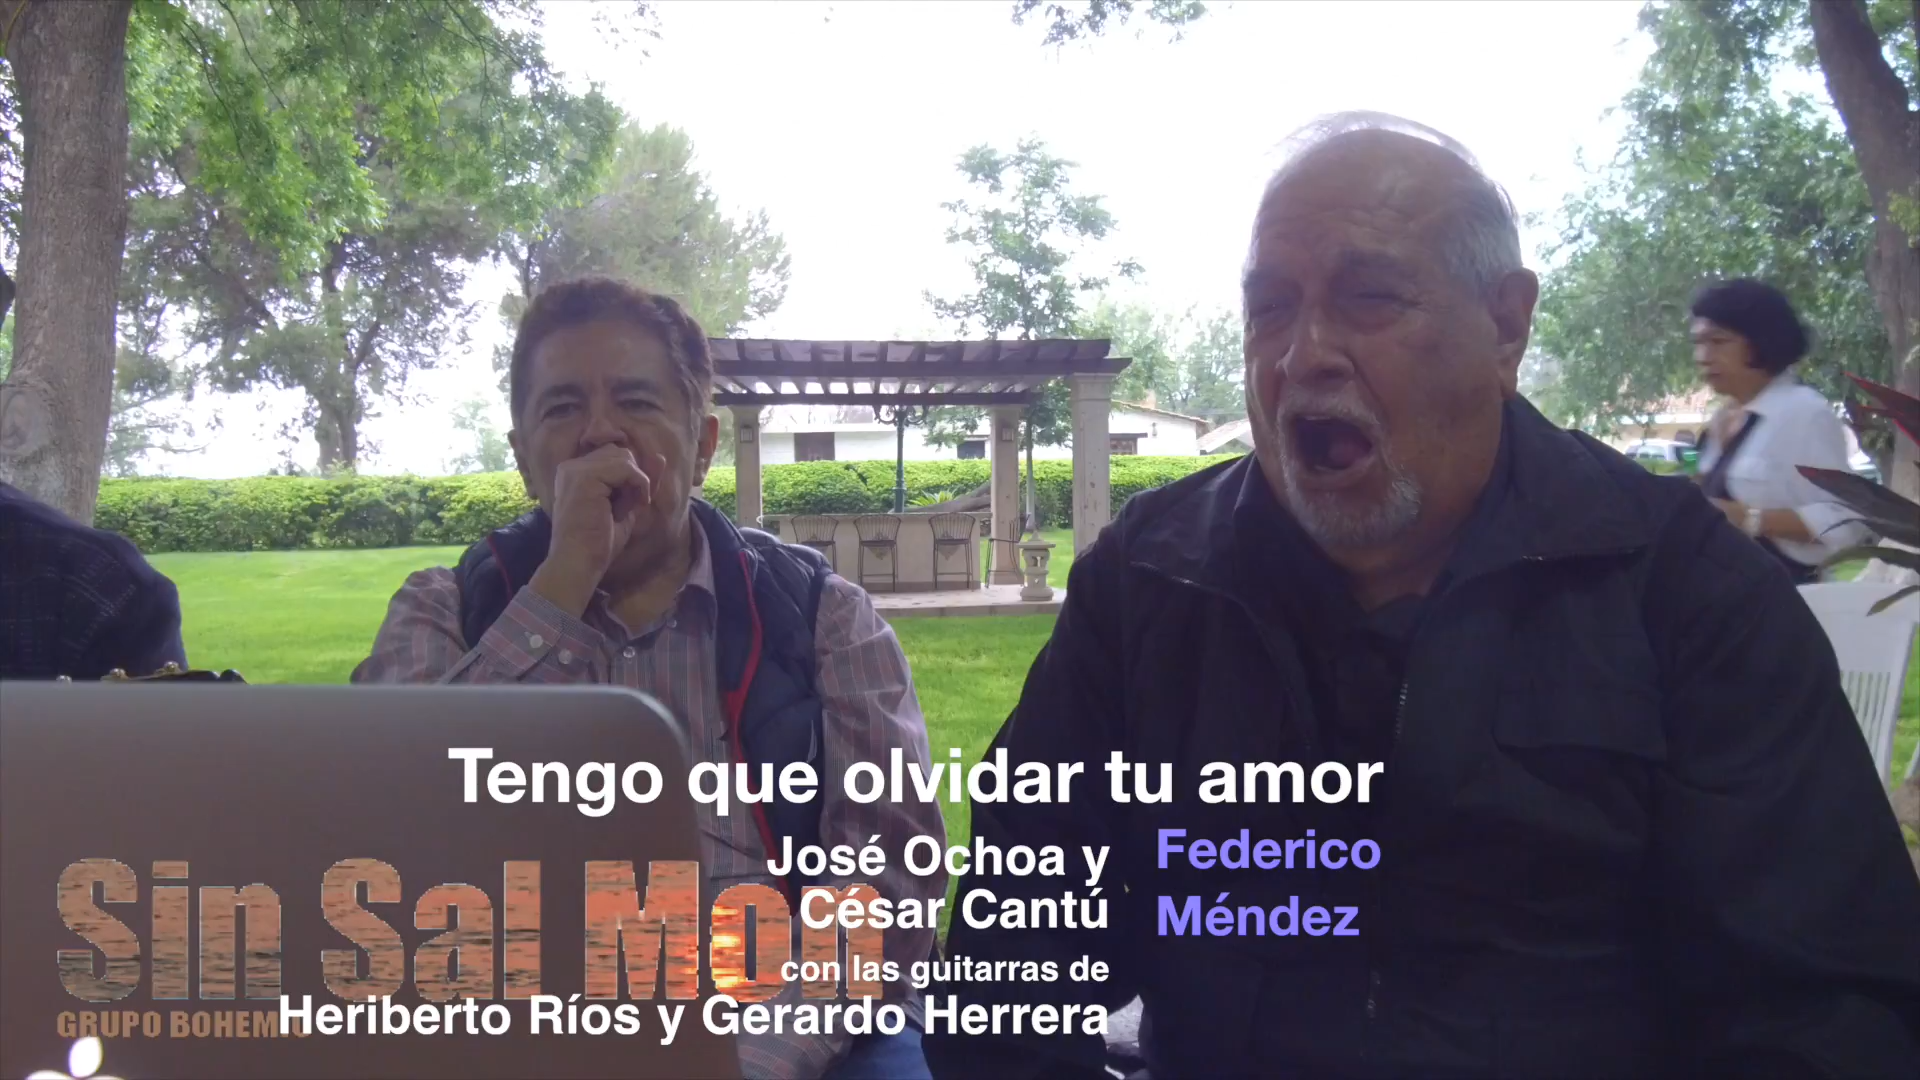 Tengo que olvidar tu amor
José Ochoa y
César Cantú
Federico
Méndez
con las guitarras de
Heriberto Ríos y Gerardo Herrera
Sin Sal Mon
GRUPO BOHEMIO